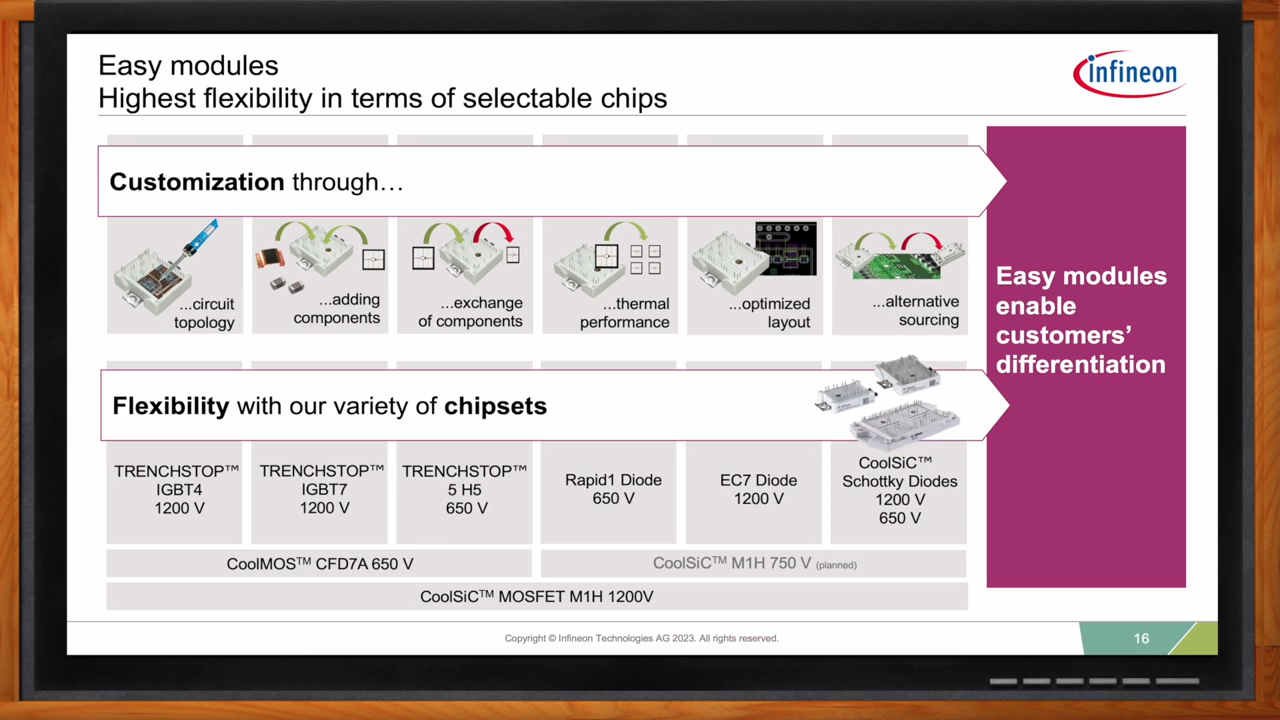 Easy modules
Highest flexibility in terms of selectable chips
infineon
Customization through…
...circuit
topology
...adding
components
...exchange
of components
...thermal
performance
...optimized
layout
...alternative
sourcing
Easy modules
enable
customers’
differentiation
Flexibility with our variety of chipsets
TRENCHSTOP™
IGBT4
1200 V
TRENCHSTOP™
IGBT7
1200 V
TRENCHSTOP™
5 H5
650 V
Rapid1 Diode
650 V
EC7 Diode
1200 V
CoolSiC™
Schottky Diodes
1200 V
650 V
CoolMOS™ CFD7A 650 V
CoolSiC™ M1H 750 V (planned)
CoolSiC™ MOSFET M1H 1200V
Copyright © Infineon Technologies AG 2023. All rights reserved.
16